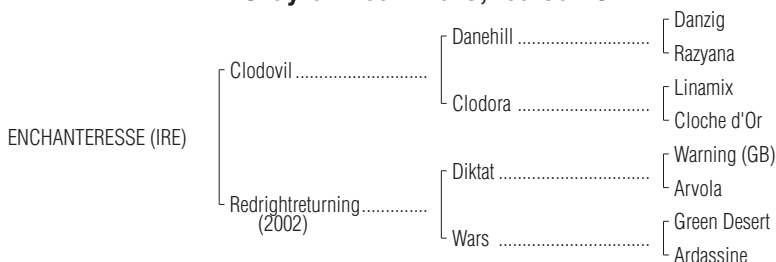 Danzig
Danehill
Razyana
Clodovil
Linamix
Clodora
Cloche d'Or
ENCHANTERESSE (IRE)
Warning (GB)
Diktat
Arvola
Redrightreturning
(2002)
Green Desert
Wars
Ardassine